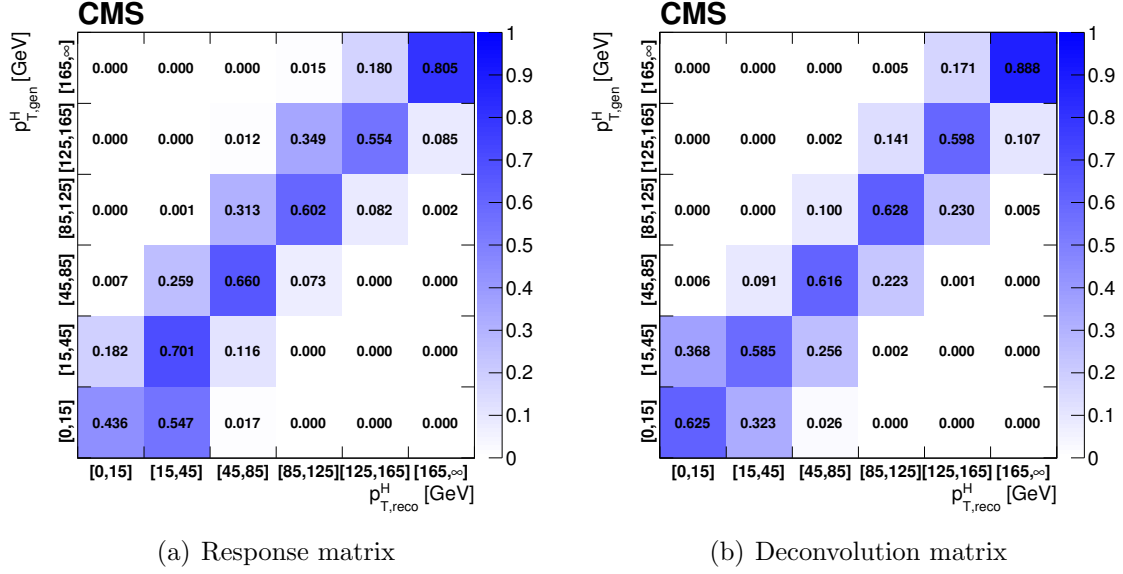 CMS
p^H_T,gen [GeV]
[165,∞] 0.000 0.000 0.000 0.015 0.180 0.805
[125,165] 0.000 0.000 0.012 0.349 0.554 0.085
[85,125] 0.000 0.001 0.313 0.602 0.082 0.002
[45,85] 0.007 0.259 0.660 0.073 0.000 0.000
[15,45] 0.182 0.701 0.116 0.000 0.000 0.000
[0,15] 0.436 0.547 0.017 0.000 0.000 0.000
[0,15] [15,45] [45,85] [85,125] [125,165] [165,∞]
p^H_T,reco [GeV]
1
0.9
0.8
0.7
0.6
0.5
0.4
0.3
0.2
0.1
0
(a) Response matrix
CMS
p^H_T,gen [GeV]
[165,∞] 0.000 0.000 0.000 0.005 0.171 0.888
[125,165] 0.000 0.000 0.002 0.141 0.598 0.107
[85,125] 0.000 0.000 0.100 0.628 0.230 0.005
[45,85] 0.006 0.091 0.616 0.223 0.001 0.000
[15,45] 0.368 0.585 0.256 0.002 0.000 0.000
[0,15] 0.625 0.323 0.026 0.000 0.000 0.000
[0,15] [15,45] [45,85] [85,125] [125,165] [165,∞]
p^H_T,reco [GeV]
1
0.9
0.8
0.7
0.6
0.5
0.4
0.3
0.2
0.1
0
(b) Deconvolution matrix